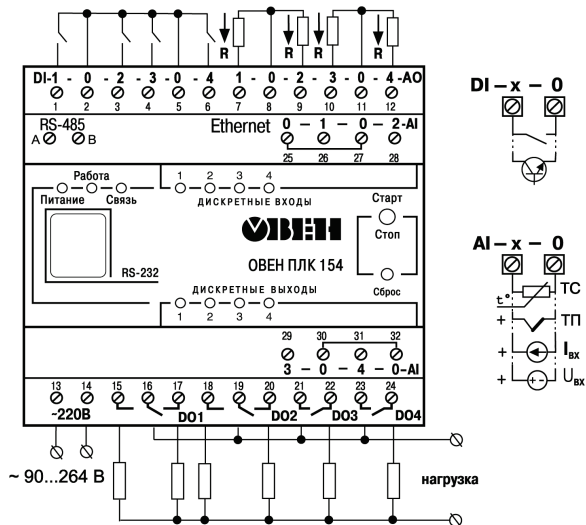 R R R R
DI-1 - 0 - 2 - 3 - 0 - 4 1 - 0 - 2 - 3 - 0 - 4 -AO
1 2 3 4 5 6 7 8 9 10 11 12
RS-485
A B
Ethernet 0 - 1 - 0 - 2 -AI
25 26 27 28
Работа
Питание Связь
1 2 3 4
ДИСКРЕТНЫЕ ВХОДЫ
Старт
Стоп
ОВЕН
ОВЕН ПЛК 154
RS-232
Сброс
ДИСКРЕТНЫЕ ВЫХОДЫ
1 2 3 4
29 30 31 32
3 - 0 - 4 - 0 -AI
13 14 15 16 17 18 19 20 21 22 23 24
~220В DO1 DO2 DO3 DO4
~ 90...264 В
нагрузка
DI – x – 0
AI – x – 0
t° ТС
+ ТП
+ Iвх
+ + - Uвх